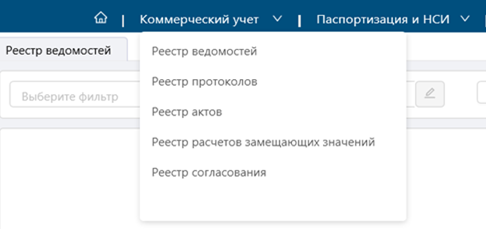 | Коммерческий учет | Паспортизация и НСИ
Реестр ведомостей
Реестр ведомостей
Выберите фильтр
Реестр протоколов
Реестр актов
Реестр расчетов замещающих значений
Реестр согласования